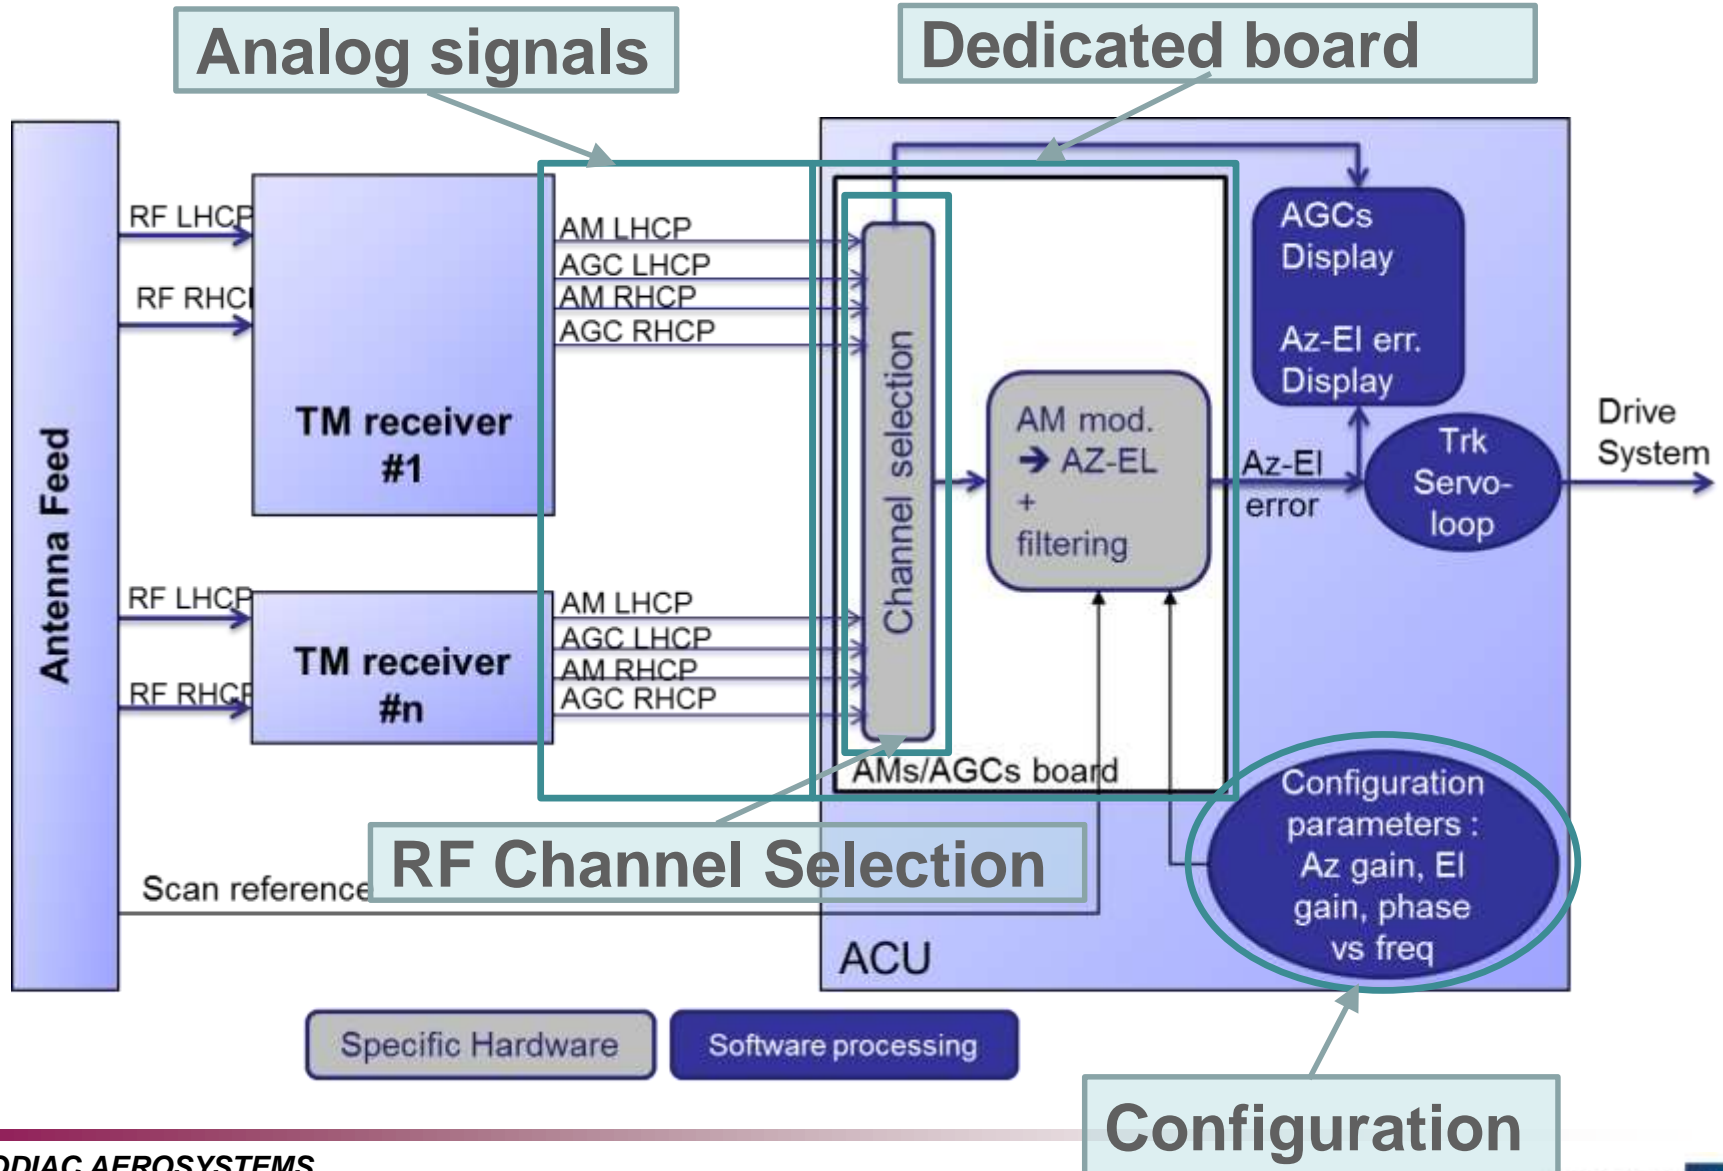 Analog signals
Dedicated board
Antenna Feed
RF LHCP
RF RHCP
TM receiver
#1
AM LHCP
AGC LHCP
AM RHCP
AGC RHCP
RF LHCP
RF RHCP
TM receiver
#n
AM LHCP
AGC LHCP
AM RHCP
AGC RHCP
Channel selection
AM mod.
➔ AZ-EL
+
filtering
AMs/AGCs board
AGCs
Display
Az-El err.
Display
Az-El
error
Trk
Servo-
loop
Drive
System
RF Channel Selection
Scan reference
ACU
Configuration
parameters :
Az gain, El
gain, phase
vs freq
Specific Hardware
Software processing
Configuration
ODIAC AEROSYSTEMS